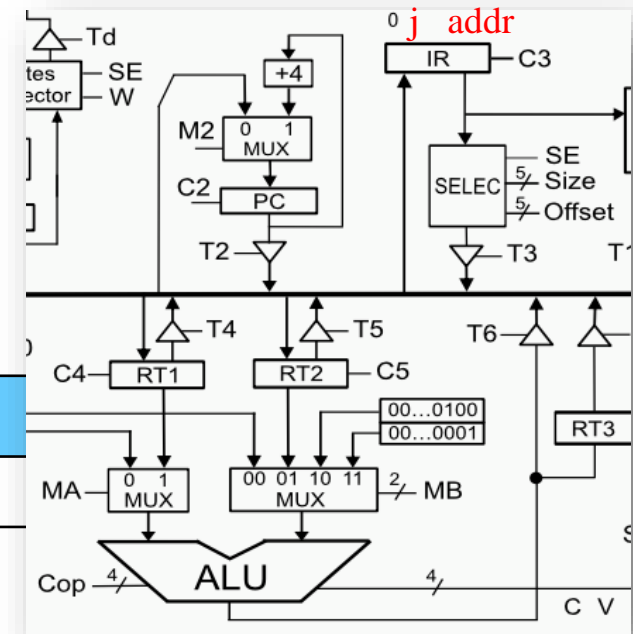 0 j addr
Td
IR
C3
tes
SE
+4
ector
W
M2
0 1
MUX
SE
5
Size
SELEC
C2
PC
5
Offset
T2
T3
T1
T4
T5
T6
C4
RT1
RT2
C5
00...0100
00...0001
RT3
0 1
00 01 10 11
MA
MUX
MUX
2
MB
Cop
4
ALU
4
C V